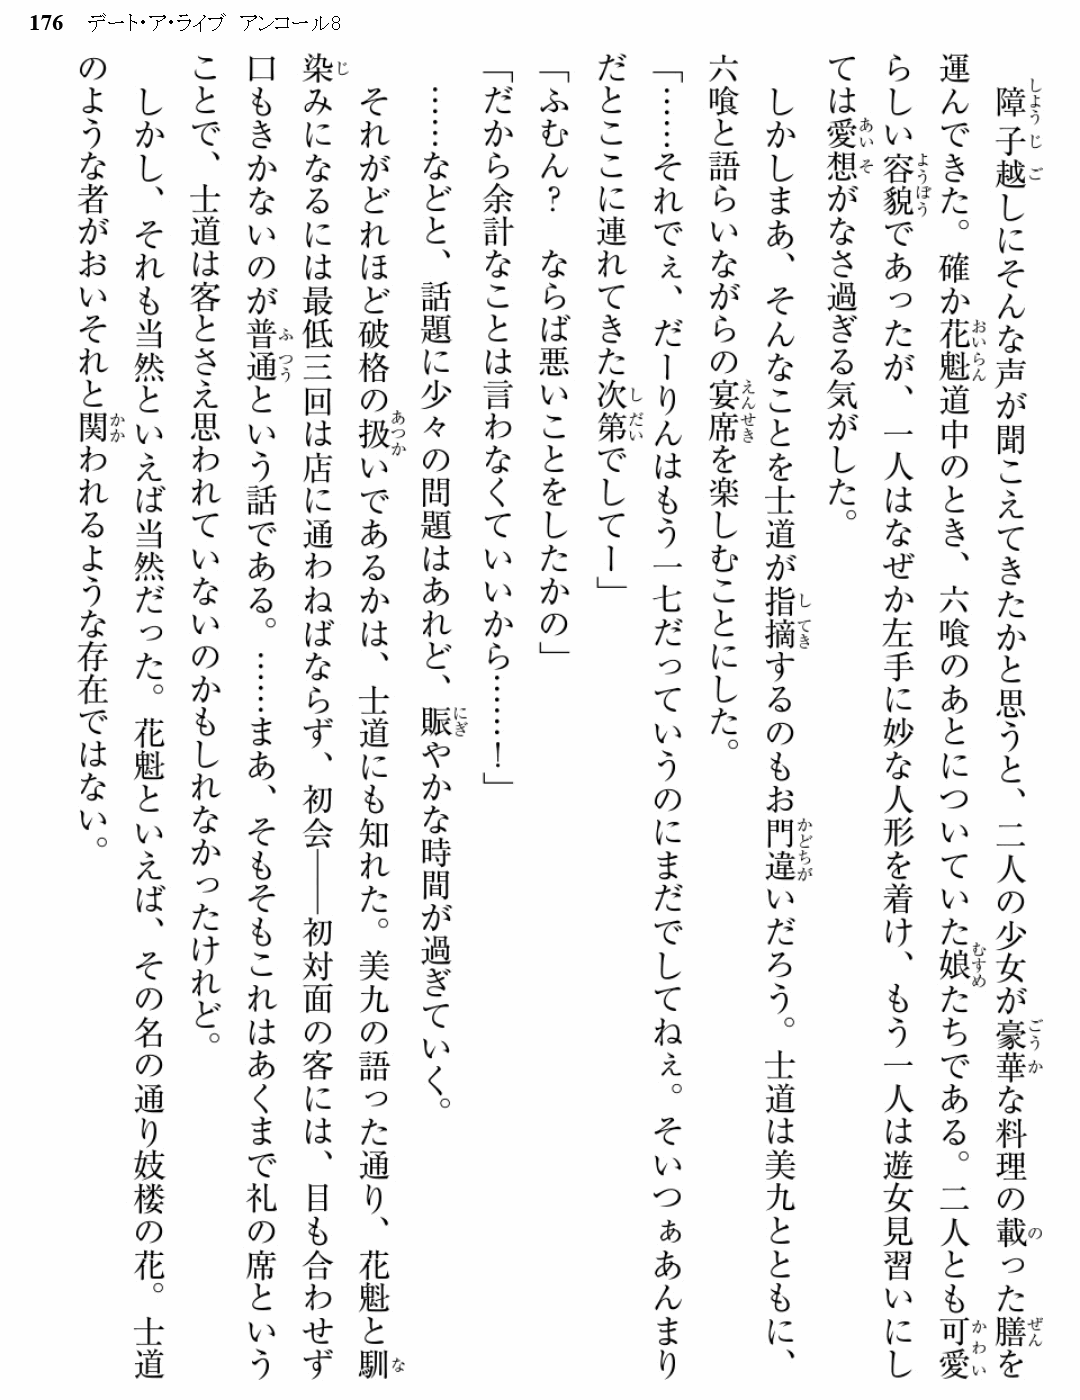 176 デート・ア・ライブ アンコール8
障子越しにそんな声が聞こえてきたかと思うと、二人の少女が豪華な料理の載った膳を
運んできた。確か花魁道中のとき、六喰のあとについていた娘たちである。二人とも可愛
らしい容貌であったが、一人はなぜか左手に妙な人形を着け、もう一人は遊女見習いにし
ては愛想がなさ過ぎる気がした。
しかしまあ、そんなことを士道が指摘するのもお門違いだろう。士道は美九とともに、
六喰と語らいながらの宴席を楽しむことにした。
「……それでぇ、だーりんはもう一七だっていうのにまだでしてねぇ。そいつぁあんまり
だとここに連れてきた次第でしてー」
「ふむん? ならば悪いことをしたかの」
「だから余計なことは言わなくていいから……!」
……などと、話題に少々の問題はあれど、賑やかな時間が過ぎていく。
それがどれほど破格の扱いであるかは、士道にも知れた。美九の語った通り、花魁と馴
染みになるには最低三回は店に通わねばならず、初会――初対面の客には、目も合わせず
口もきかないのが普通という話である。……まあ、そもそもこれはあくまで礼の席という
ことで、士道は客とさえ思われていないのかもしれなかったけれど。
しかし、それも当然といえば当然だった。花魁といえば、その名の通り妓楼の花。士道
のような者がおいそれと関われるような存在ではない。